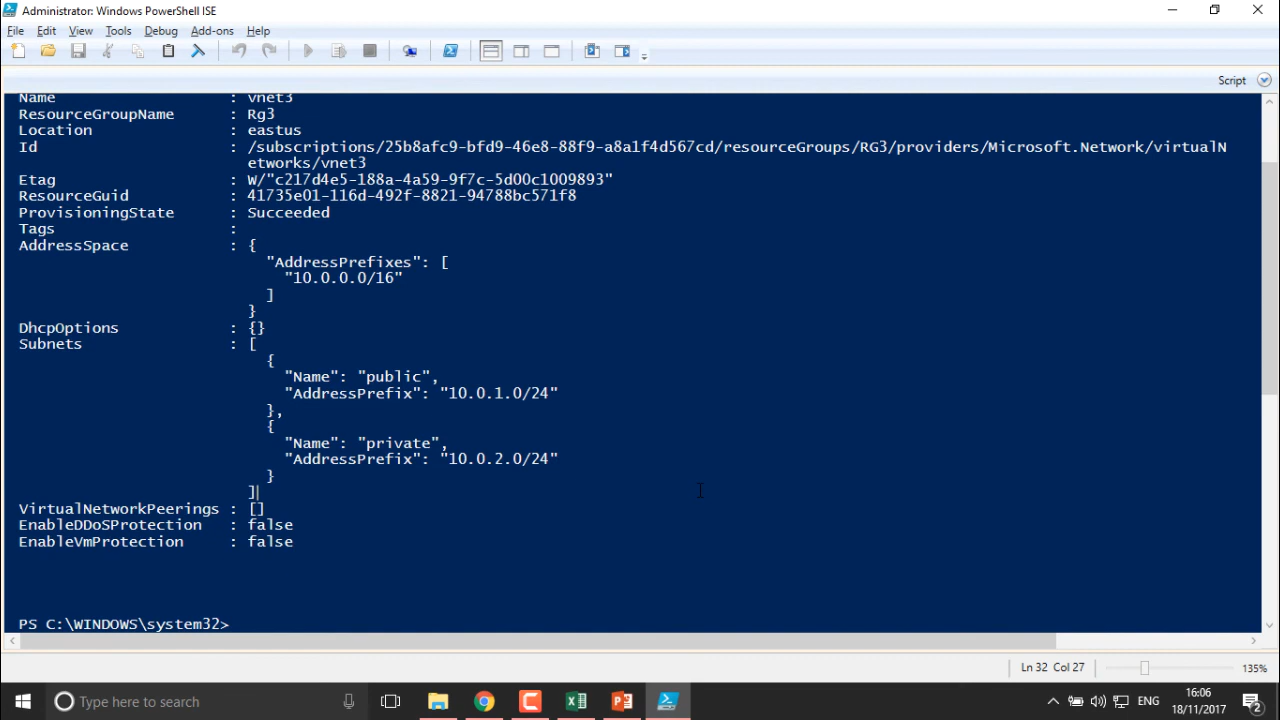 Administrator: Windows PowerShell ISE
File Edit View Tools Debug Add-ons Help
Script
Name : vnet3
ResourceGroupName : Rg3
Location : eastus
Id : /subscriptions/25b8afc9-bfd9-46e8-88f9-a8a1f4d567cd/resourceGroups/RG3/providers/Microsoft.Network/virtualN
etworks/vnet3
Etag : W/"c217d4e5-188a-4a59-9f7c-5d00c1009893"
ResourceGuid : 41735e01-116d-492f-8821-94788bc571f8
ProvisioningState : Succeeded
Tags :
AddressSpace : {
"AddressPrefixes": [
"10.0.0.0/16"
]
}
DhcpOptions : {}
Subnets : [
{
"Name": "public",
"AddressPrefix": "10.0.1.0/24"
},
{
"Name": "private",
"AddressPrefix": "10.0.2.0/24"
}
]
VirtualNetworkPeerings : []
EnableDDoSProtection : false
EnableVmProtection : false
PS C:\WINDOWS\system32>
Ln 32 Col 27 135%
Type here to search
ENG
16:06
18/11/2017
2